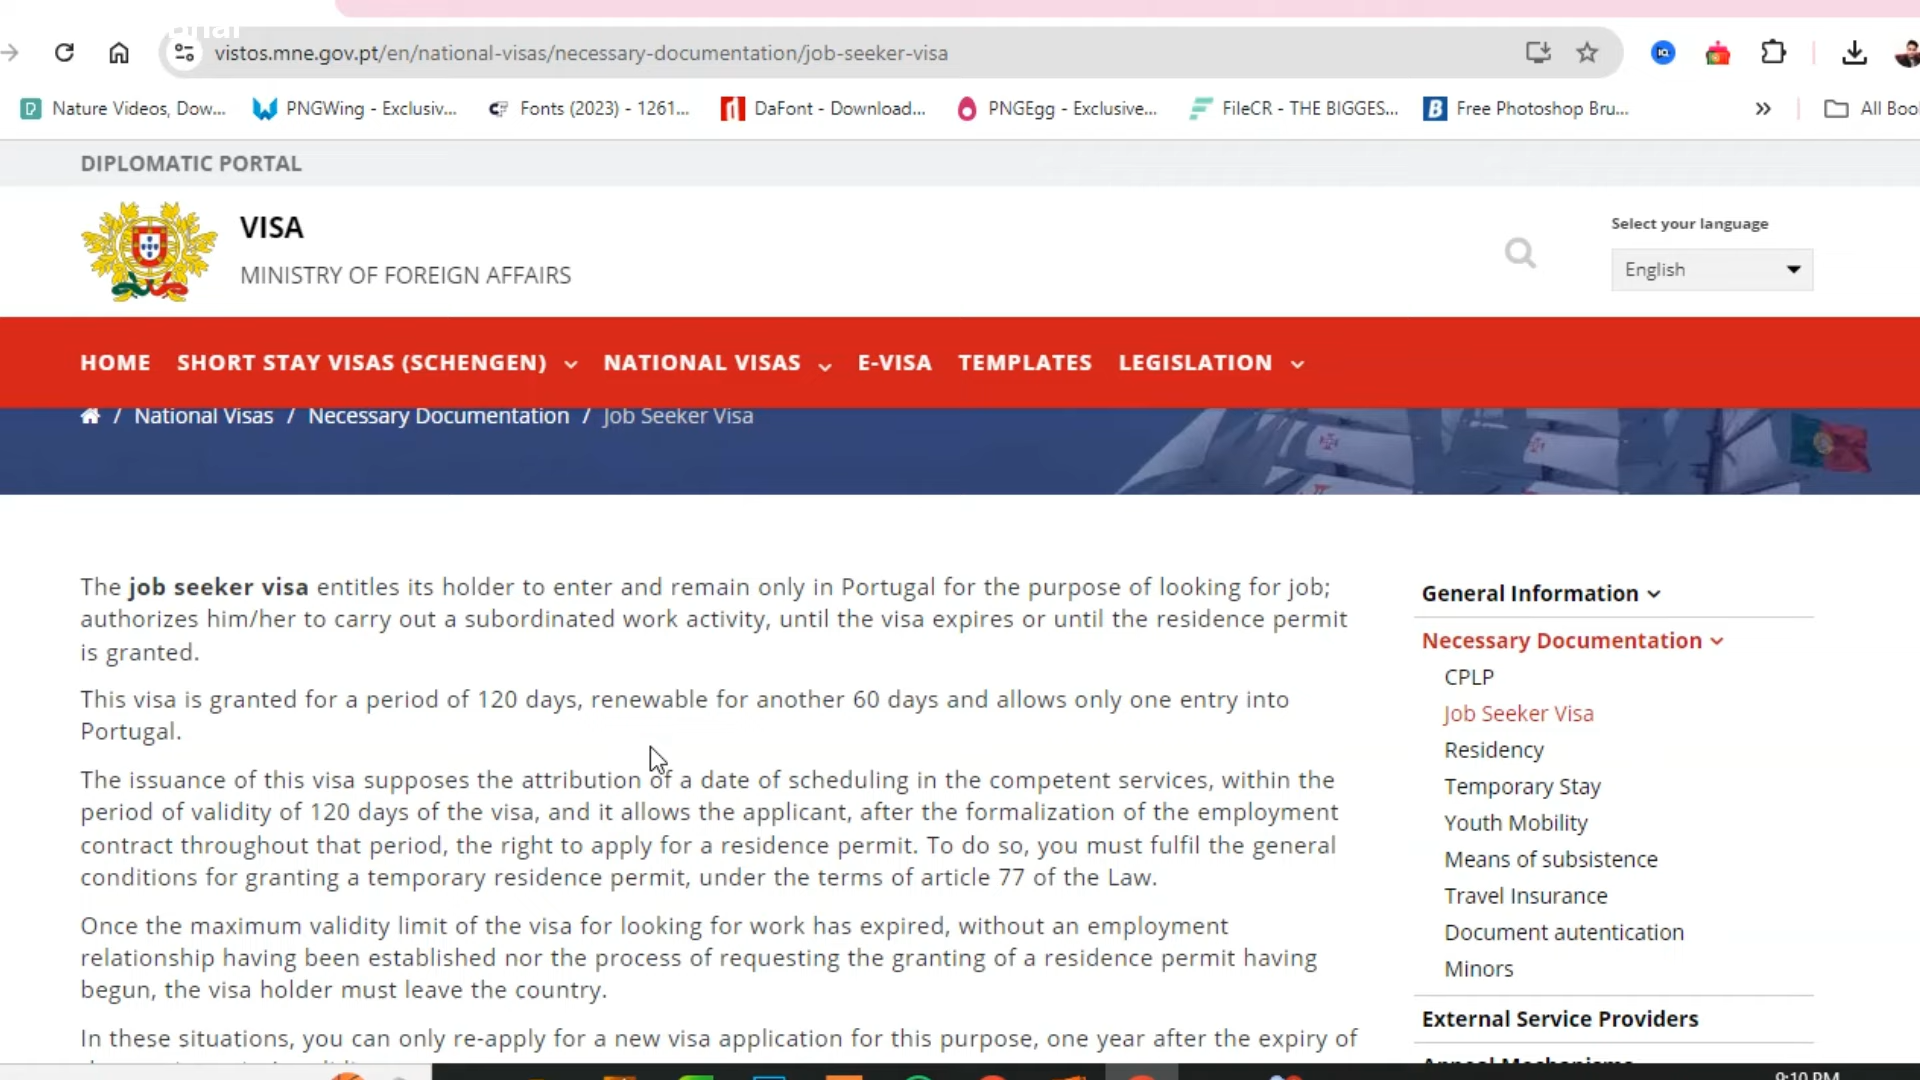 vistos.mne.gov.pt/en/national-visas/necessary-documentation/job-seeker-visa
Nature Videos, Dow...
PNGWing - Exclusiv...
Fonts (2023) - 1261...
DaFont - Download...
PNGEgg - Exclusive...
FileCR - THE BIGGES...
Free Photoshop Bru...
»
All Boo
DIPLOMATIC PORTAL
VISA
MINISTRY OF FOREIGN AFFAIRS
Select your language
English
HOME
SHORT STAY VISAS (SCHENGEN)
NATIONAL VISAS
E-VISA
TEMPLATES
LEGISLATION
/ National Visas / Necessary Documentation / Job Seeker Visa
The job seeker visa entitles its holder to enter and remain only in Portugal for the purpose of looking for job;
authorizes him/her to carry out a subordinated work activity, until the visa expires or until the residence permit
is granted.
This visa is granted for a period of 120 days, renewable for another 60 days and allows only one entry into
Portugal.
The issuance of this visa supposes the attribution of a date of scheduling in the competent services, within the
period of validity of 120 days of the visa, and it allows the applicant, after the formalization of the employment
contract throughout that period, the right to apply for a residence permit. To do so, you must fulfil the general
conditions for granting a temporary residence permit, under the terms of article 77 of the Law.
Once the maximum validity limit of the visa for looking for work has expired, without an employment
relationship having been established nor the process of requesting the granting of a residence permit having
begun, the visa holder must leave the country.
In these situations, you can only re-apply for a new visa application for this purpose, one year after the expiry of
General Information
Necessary Documentation
CPLP
Job Seeker Visa
Residency
Temporary Stay
Youth Mobility
Means of subsistence
Travel Insurance
Document autentication
Minors
External Service Providers
Appeal Mechanisms
9:10 PM